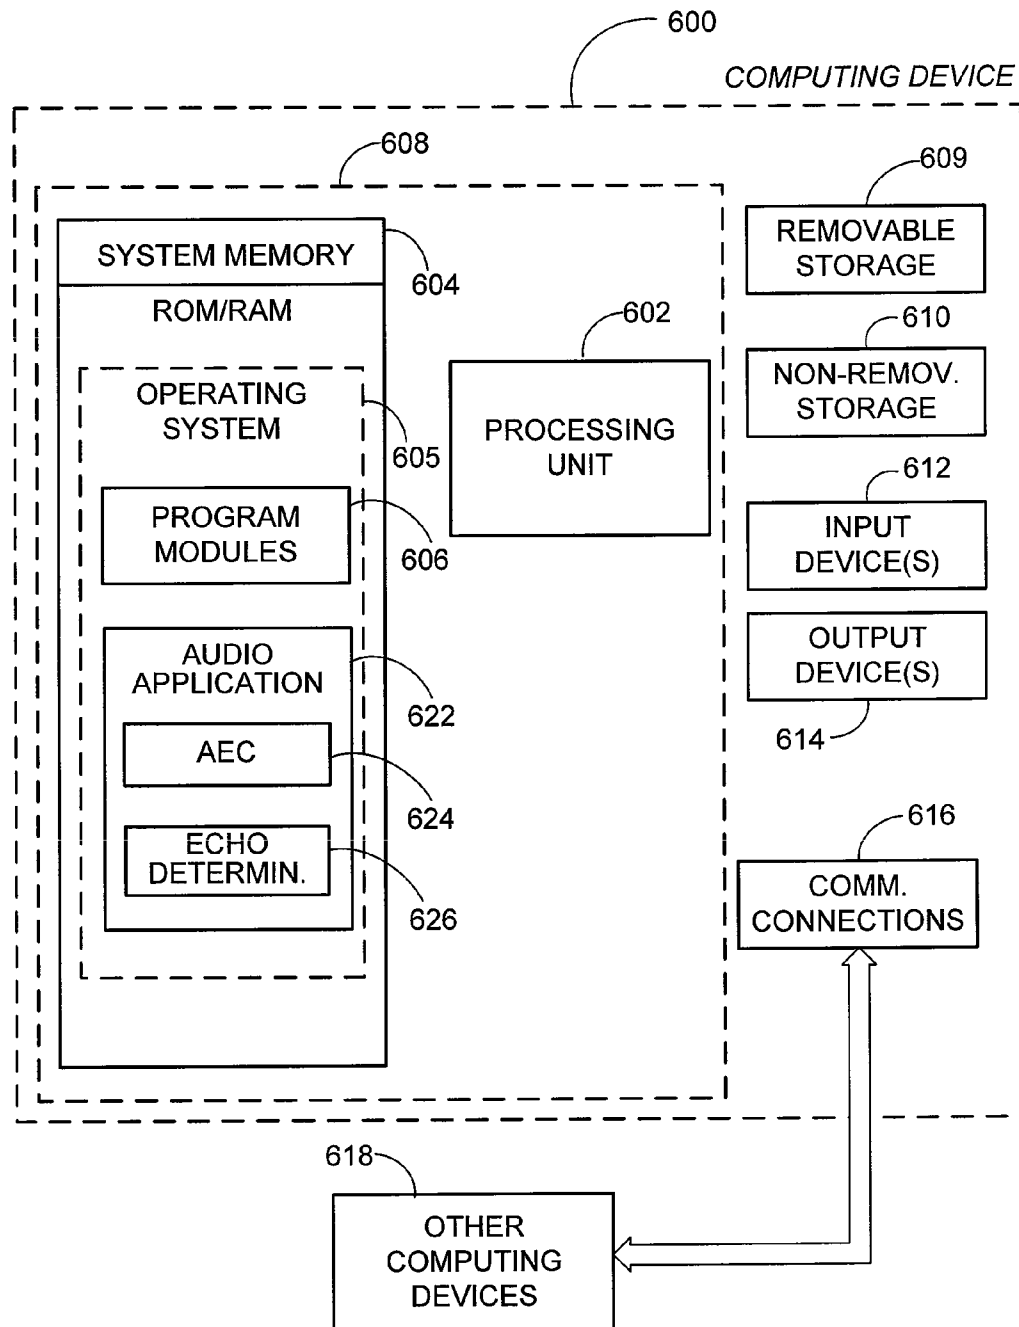 600
COMPUTING DEVICE
608
609
REMOVABLE
STORAGE
SYSTEM MEMORY
604
ROM/RAM
602
610
NON-REMOV.
STORAGE
OPERATING
SYSTEM
605
PROCESSING
UNIT
612
INPUT
DEVICE(S)
PROGRAM
MODULES
606
OUTPUT
DEVICE(S)
614
AUDIO
APPLICATION
622
AEC
624
616
COMM.
CONNECTIONS
ECHO
DETERMIN.
626
618
OTHER
COMPUTING
DEVICES